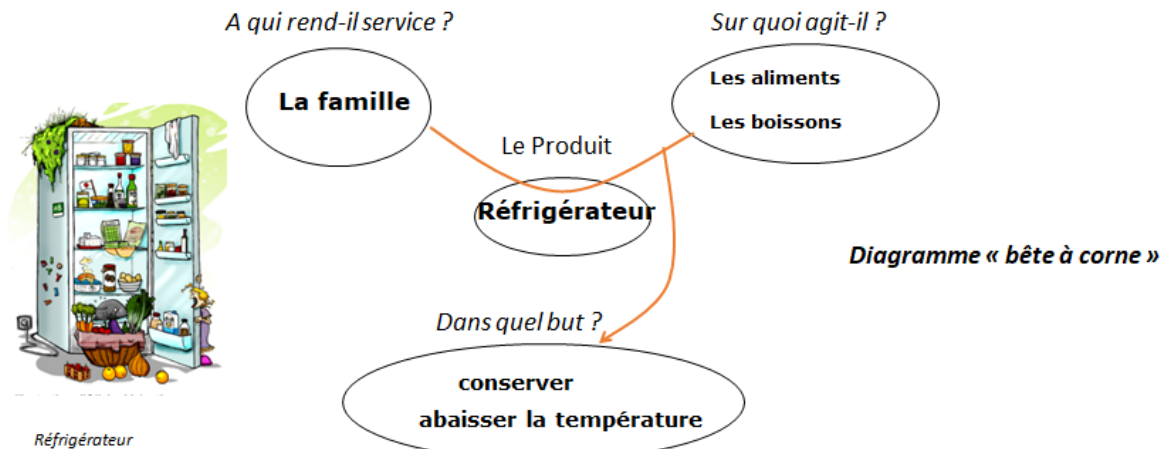 A qui rend-il service ?
Sur quoi agit-il ?
La famille
Les aliments
Les boissons
Le Produit
Réfrigérateur
Diagramme « bête à corne »
Dans quel but ?
conserver
abaisser la température
Réfrigérateur